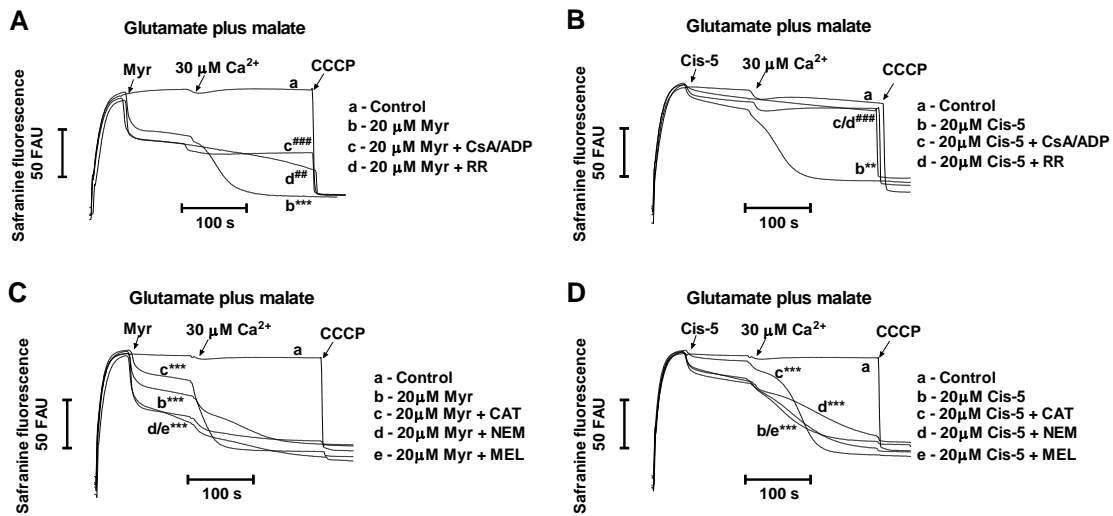 A
Glutamate plus malate
Safranine fluorescence
50 FAU
Myr
30 μM Ca²⁺
CCCP
a
c###
d##
b***
100 s
a - Control
b - 20 μM Myr
c - 20 μM Myr + CsA/ADP
d - 20 μM Myr + RR
B
Glutamate plus malate
Safranine fluorescence
50 FAU
Cis-5
30 μM Ca²⁺
CCCP
a
c/d###
b**
100 s
a - Control
b - 20μM Cis-5
c - 20μM Cis-5 + CsA/ADP
d - 20μM Cis-5 + RR
C
Glutamate plus malate
Safranine fluorescence
50 FAU
Myr
30 μM Ca²⁺
CCCP
a
c***
b***
d/e***
100 s
a - Control
b - 20μM Myr
c - 20μM Myr + CAT
d - 20μM Myr + NEM
e - 20μM Myr + MEL
D
Glutamate plus malate
Safranine fluorescence
50 FAU
Cis-5
30 μM Ca²⁺
CCCP
a
c***
d***
b/e***
100 s
a - Control
b - 20μM Cis-5
c - 20μM Cis-5 + CAT
d - 20μM Cis-5 + NEM
e - 20μM Cis-5 + MEL